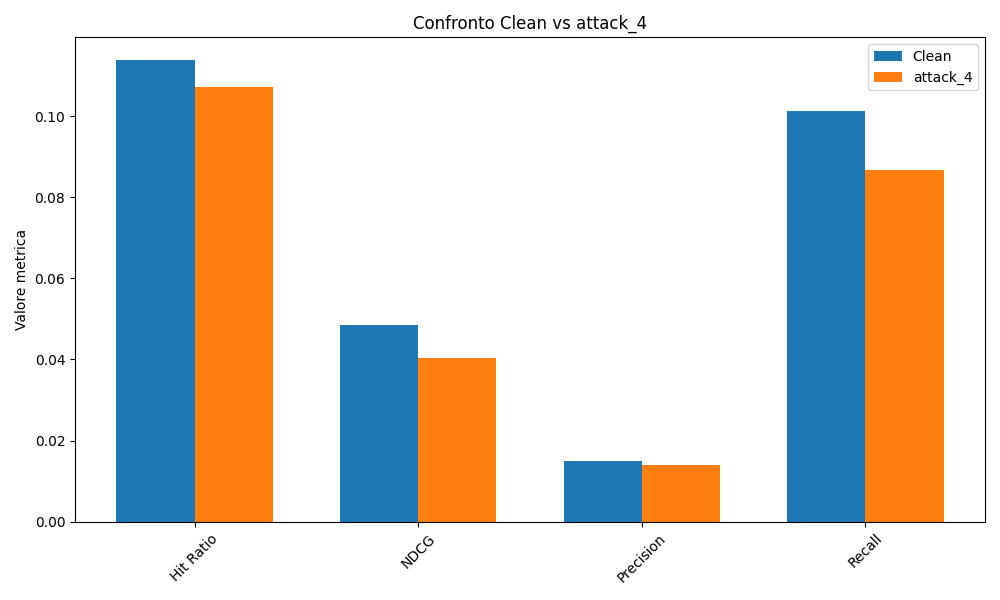 Confronto Clean vs attack_4
Clean
attack_4
Valore metrica
0.10
0.08
0.06
0.04
0.02
0.00
Hit Ratio
NDCG
Precision
Recall